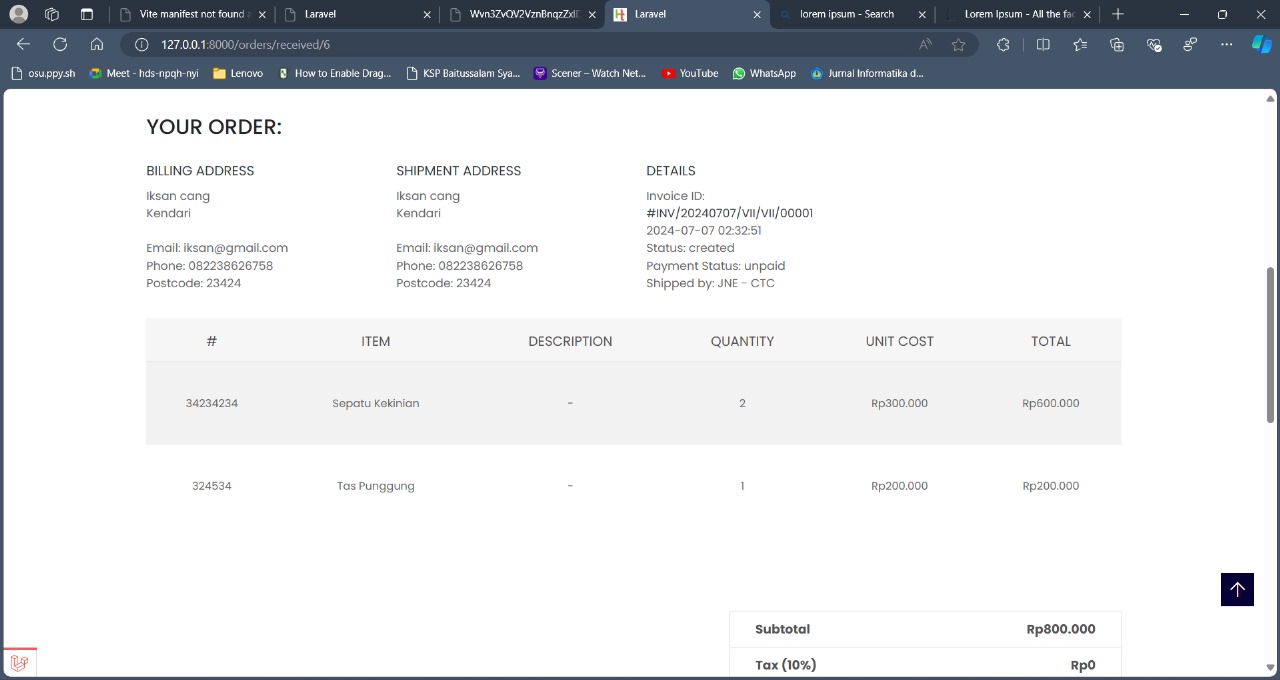 Vite manifest not found a
Laravel
Wvn3ZvQV2VznBnqzZxlD
Laravel
lorem ipsum - Search
Lorem Ipsum - All the fac
127.0.0.1:8000/orders/received/6
osu.ppy.sh
Meet - hds-npqh-nyi
Lenovo
How to Enable Drag...
KSP Baitussalam Sya...
Scener – Watch Net...
YouTube
WhatsApp
Jurnal Informatika d...
YOUR ORDER:
BILLING ADDRESS
Iksan cang
Kendari
Email: iksan@gmail.com
Phone: 082238626758
Postcode: 23424
SHIPMENT ADDRESS
Iksan cang
Kendari
Email: iksan@gmail.com
Phone: 082238626758
Postcode: 23424
DETAILS
Invoice ID:
#INV/20240707/VII/VII/00001
2024-07-07 02:32:51
Status: created
Payment Status: unpaid
Shipped by: JNE - CTC
# ITEM DESCRIPTION QUANTITY UNIT COST TOTAL
34234234 Sepatu Kekinian - 2 Rp300.000 Rp600.000
324534 Tas Punggung - 1 Rp200.000 Rp200.000
Subtotal Rp800.000
Tax (10%) Rp0